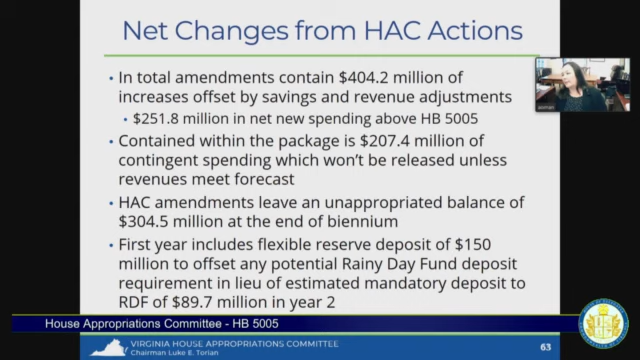 Net Changes from HAC Actions
• In total amendments contain $404.2 million of
increases offset by savings and revenue adjustments
• $251.8 million in net new spending above HB 5005
• Contained within the package is $207.4 million of
contingent spending which won't be released unless
revenues meet forecast
• HAC amendments leave an unappropriated balance of
$304.5 million at the end of biennium
• First year includes flexible reserve deposit of $150
million to offset any potential Rainy Day Fund deposit
requirement in lieu of estimated mandatory deposit to
RDF of $89.7 million in year 2
House Appropriations Committee - HB 5005
VIRGINIA HOUSE APPROPRIATIONS COMMITTEE
Chairman Luke E. Torian
63